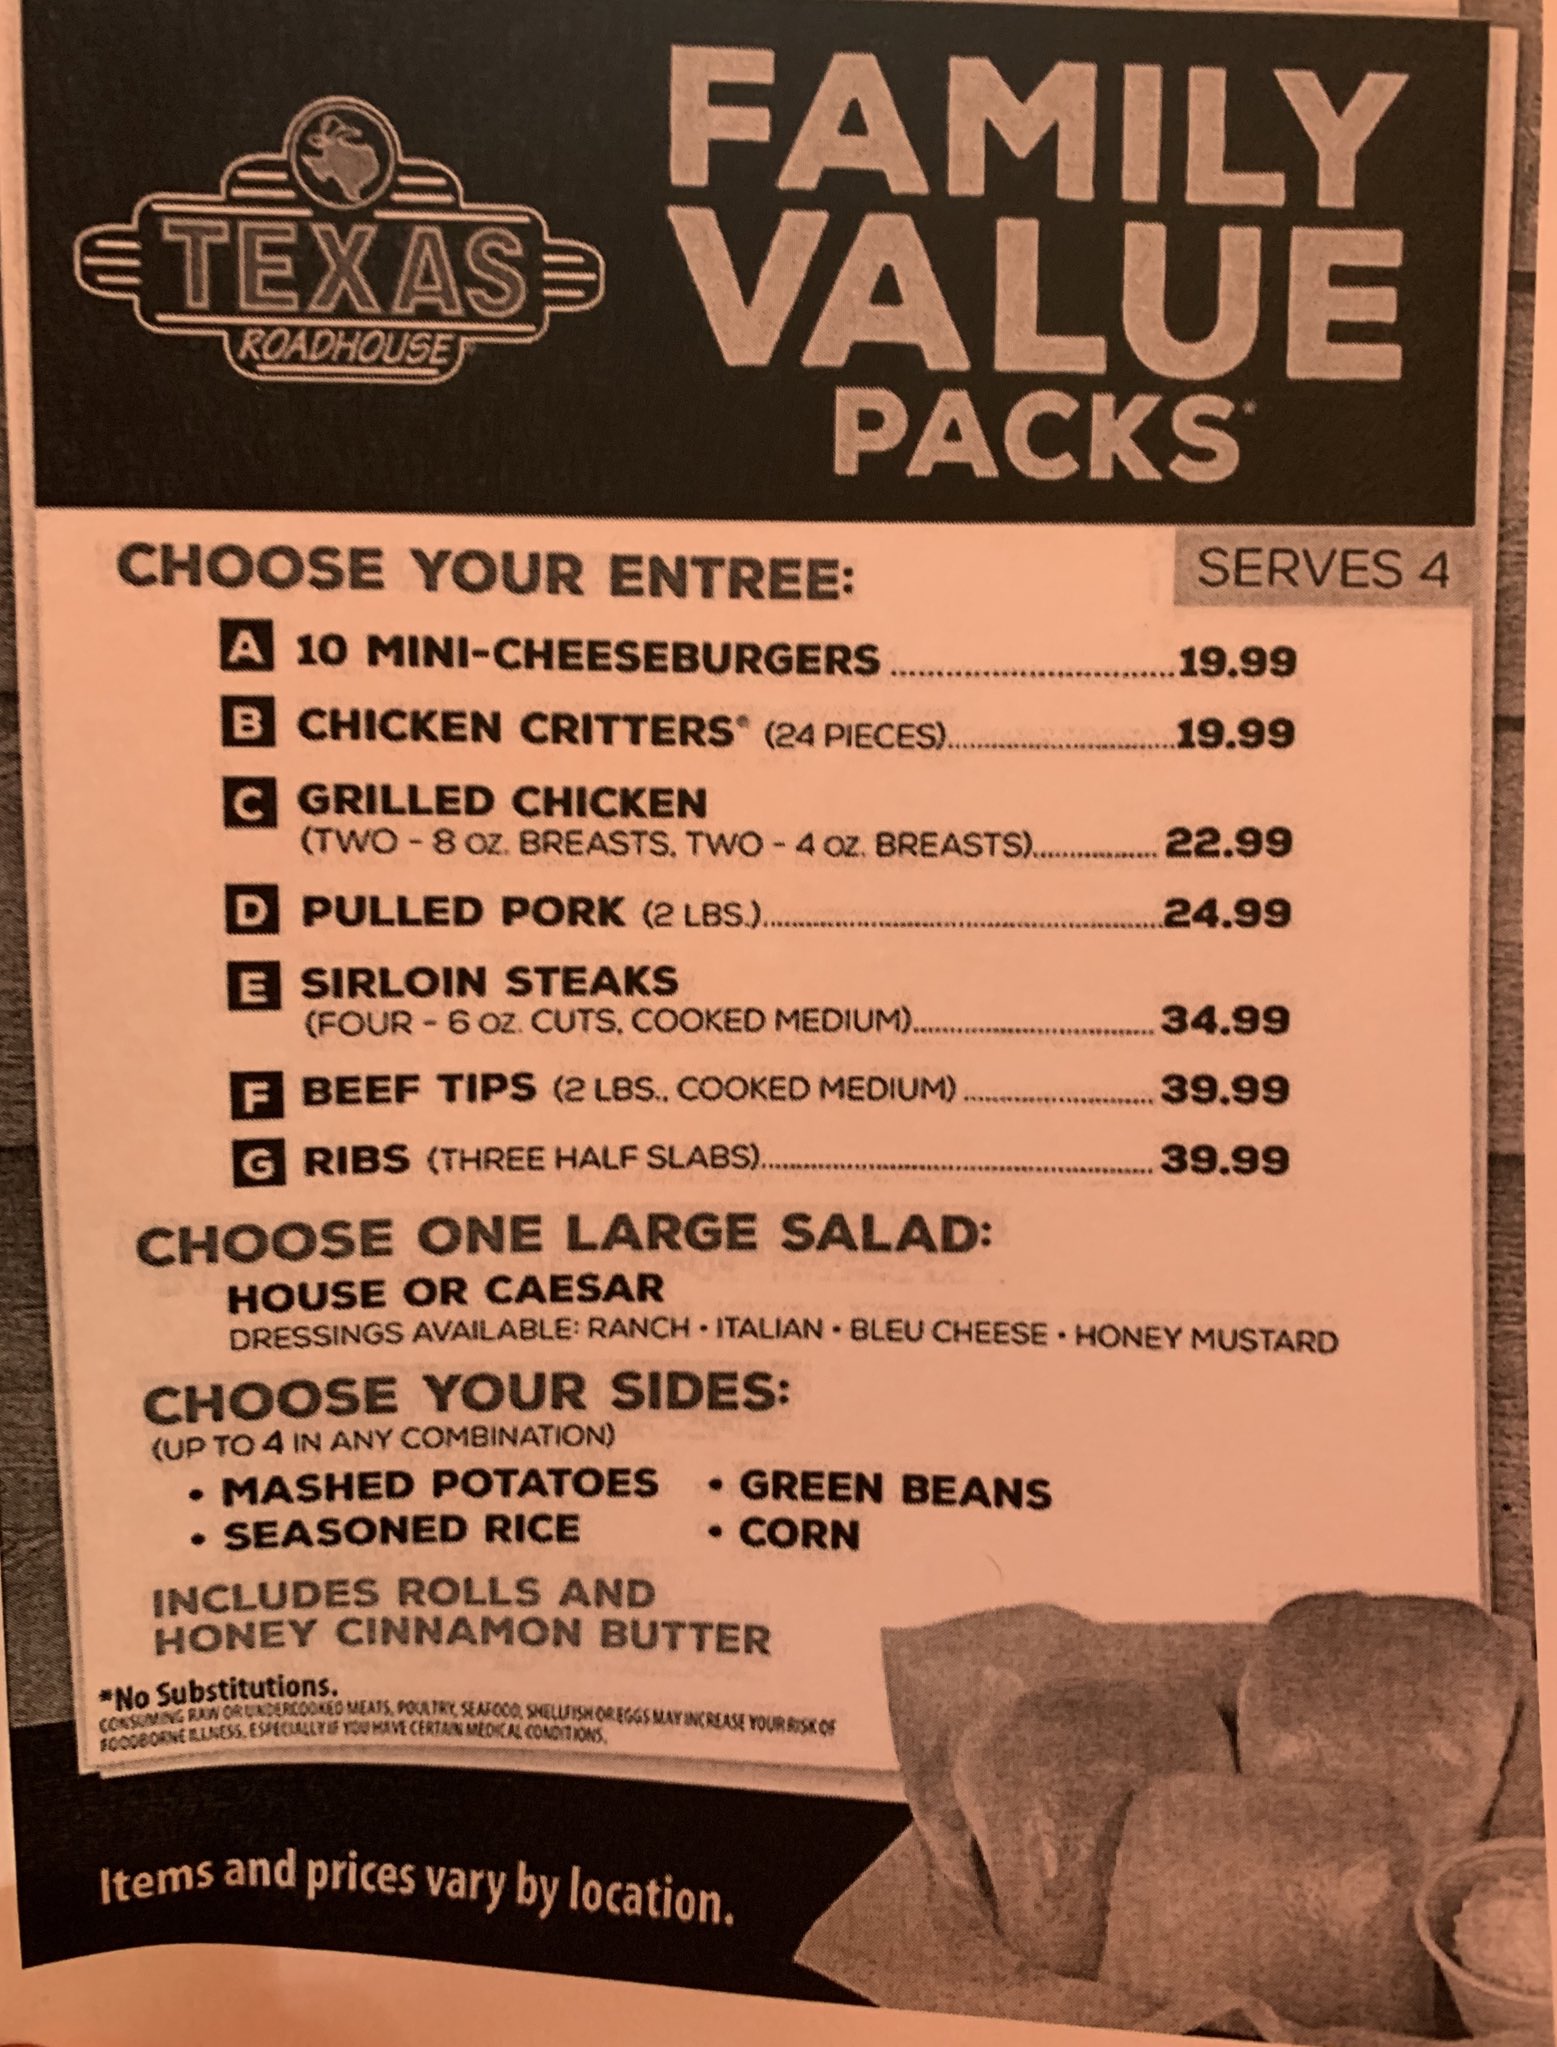 TEXAS
ROADHOUSE
FAMILY
VALUE
PACKS*
CHOOSE YOUR ENTREE:
SERVES 4
A 10 MINI-CHEESEBURGERS ........................ 19.99
B CHICKEN CRITTERS® (24 PIECES) ........................ 19.99
C GRILLED CHICKEN
(TWO - 8 OZ. BREASTS, TWO - 4 OZ. BREASTS) ............ 22.99
D PULLED PORK (2 LBS.) ........................ 24.99
E SIRLOIN STEAKS
(FOUR - 6 OZ. CUTS, COOKED MEDIUM) ........................ 34.99
F BEEF TIPS (2 LBS., COOKED MEDIUM) ........................ 39.99
G RIBS (THREE HALF SLABS) ........................ 39.99
CHOOSE ONE LARGE SALAD:
HOUSE OR CAESAR
DRESSINGS AVAILABLE: RANCH • ITALIAN • BLEU CHEESE • HONEY MUSTARD
CHOOSE YOUR SIDES:
(UP TO 4 IN ANY COMBINATION)
• MASHED POTATOES • GREEN BEANS
• SEASONED RICE • CORN
INCLUDES ROLLS AND
HONEY CINNAMON BUTTER
*No Substitutions.
CONSUMING RAW OR UNDERCOOKED MEATS, POULTRY, SEAFOOD, SHELLFISH OR EGGS MAY INCREASE YOUR RISK OF
FOODBORNE ILLNESS, ESPECIALLY IF YOU HAVE CERTAIN MEDICAL CONDITIONS.
Items and prices vary by location.